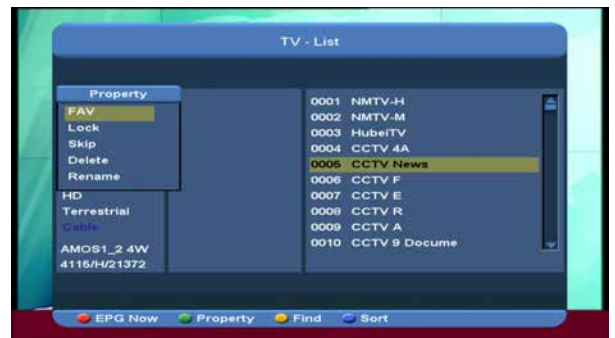 TV - List
Property
FAV
Lock
Skip
Delete
Rename
HD
Terrestrial
Cable
AMOS1_2 4W
4115/H/21372
0001 NMTV-H
0002 NMTV-M
0003 HubeiTV
0004 CCTV 4A
0005 CCTV News
0006 CCTV F
0007 CCTV E
0008 CCTV R
0009 CCTV A
0010 CCTV 9 Docume
EPG Now Property Find Sort